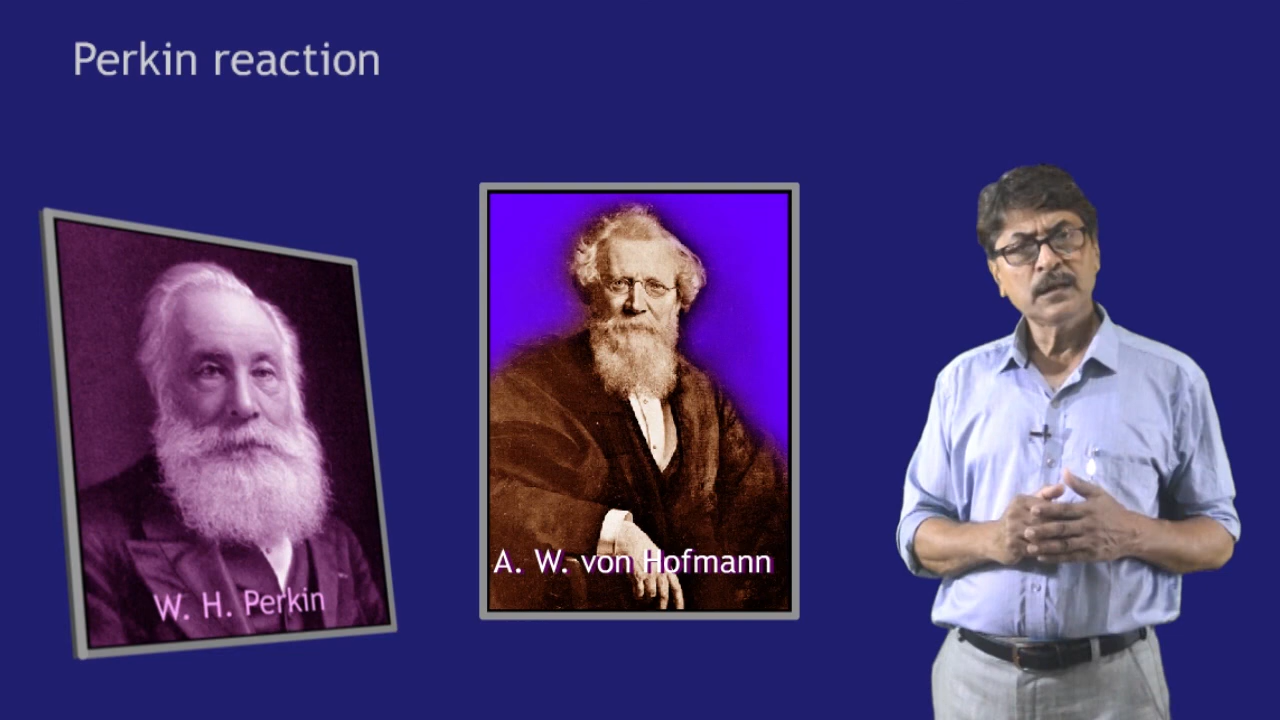 Perkin reaction
W. H. Perkin
A. W. von Hofmann